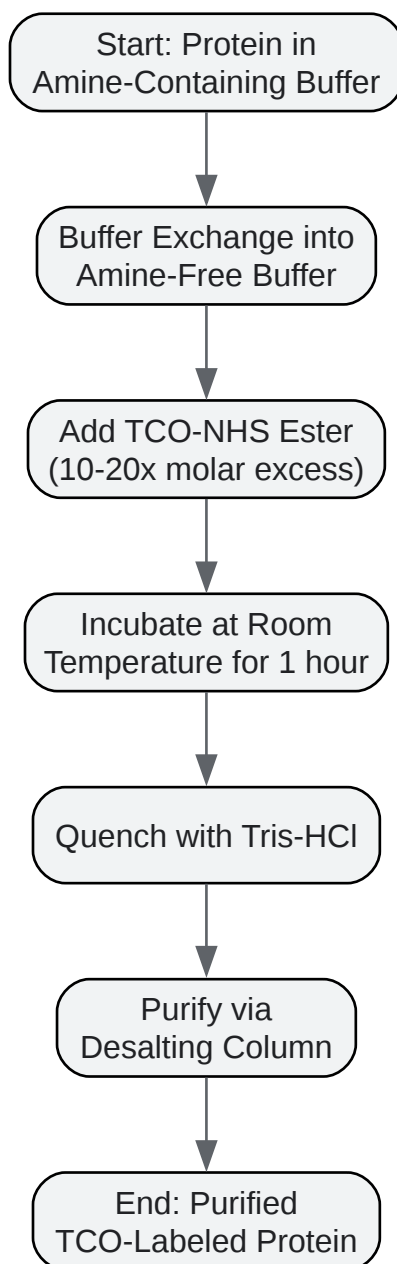 Start: Protein in
Amine-Containing Buffer
Buffer Exchange into
Amine-Free Buffer
Add TCO-NHS Ester
(10-20x molar excess)
Incubate at Room
Temperature for 1 hour
Quench with Tris-HCl
Purify via
Desalting Column
End: Purified
TCO-Labeled Protein